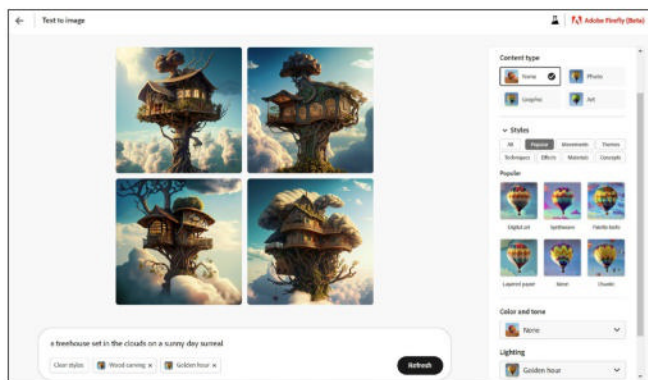 Text to image
Adobe Firefly (Beta)
Content type
None
Photo
Graphic
Art
Styles
All
Popular
Movements
Themes
Techniques
Effects
Materials
Concepts
Popular
Digital art
Synthwave
Palette knife
Layered paper
Neon
Chaotic
Color and tone
None
Lighting
Golden hour
a treehouse set in the clouds on a sunny day surreal
Clear styles
Wood carving ×
Golden hour ×
Refresh